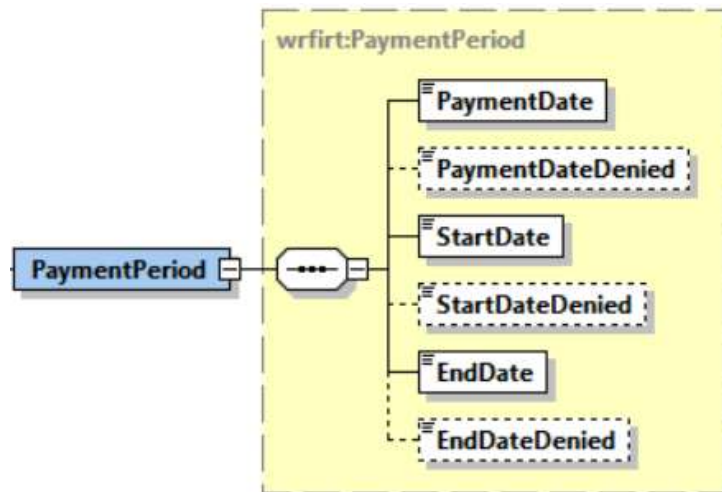 wrfirt:PaymentPeriod
PaymentDate
PaymentDateDenied
StartDate
PaymentPeriod
StartDateDenied
EndDate
EndDateDenied